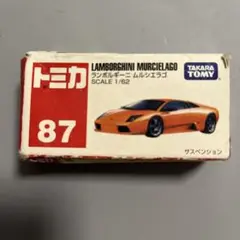 トミカ
87
LAMBORGHINI MURCIELAGO
ランボルギーニ ムルシエラゴ
SCALE 1/62
TAKARA
TOMY
サスペンション